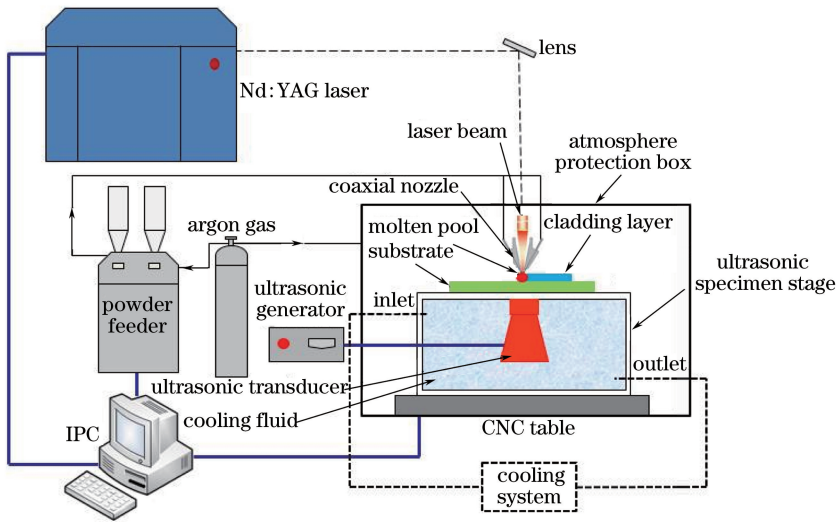 lens
Nd:YAG laser
laser beam
atmosphere
protection box
coaxial nozzle
argon gas
molten pool
cladding layer
substrate
ultrasonic
specimen stage
ultrasonic
generator
inlet
powder
feeder
outlet
ultrasonic transducer
cooling fluid
IPC
CNC table
cooling
system